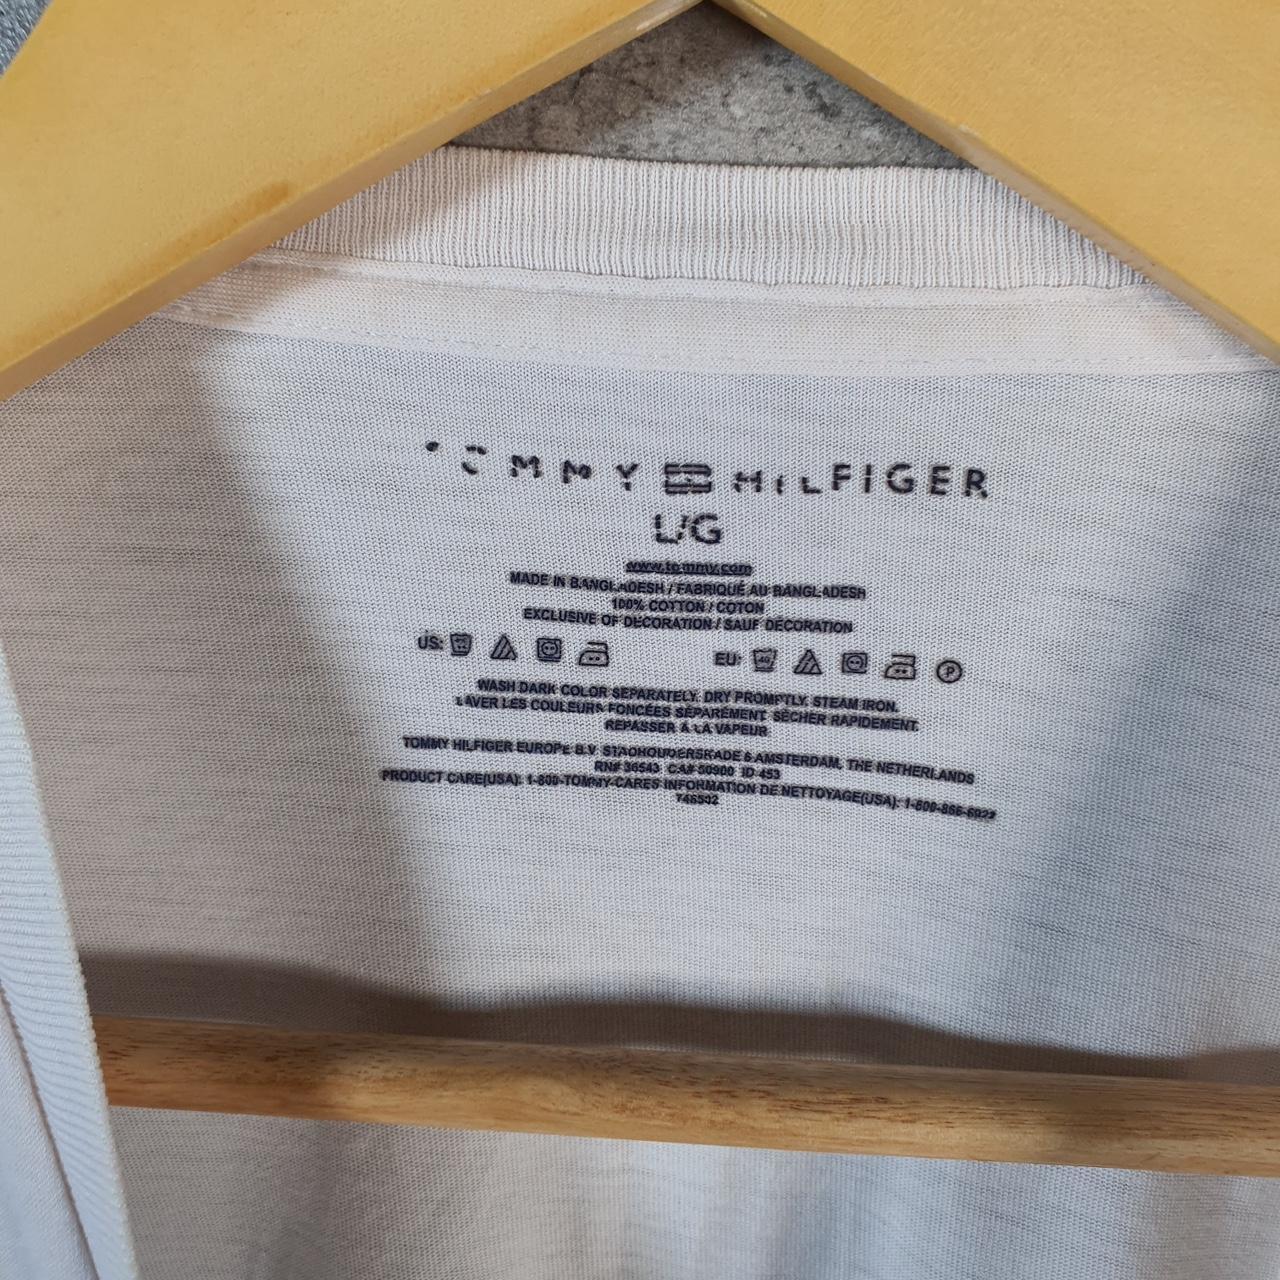 TOMMY HILFIGER
L/G
www.tommy.com
MADE IN BANGLADESH / FABRIQUÉ AU BANGLADESH
100% COTTON / COTON
EXCLUSIVE OF DECORATION / SAUF DÉCORATION
US: EU: 40 P
WASH DARK COLOR SEPARATELY. DRY PROMPTLY. STEAM IRON.
LAVER LES COULEURS FONCÉES SÉPARÉMENT. SÉCHER RAPIDEMENT.
REPASSER À LA VAPEUR
TOMMY HILFIGER EUROPE B.V. STADHOUDERSKADE 6 AMSTERDAM, THE NETHERLANDS
RN# 36543 CA# 50900 ID 453
PRODUCT CARE(USA): 1-800-TOMMY-CARES INFORMATION DE NETTOYAGE(USA): 1-800-866-6922